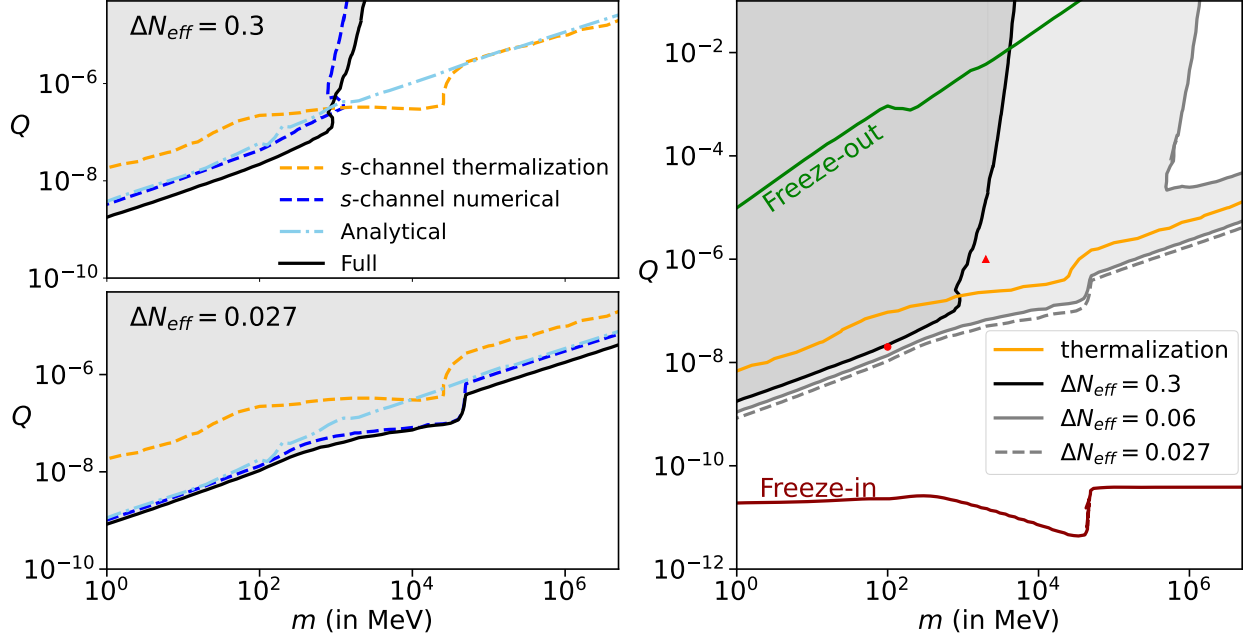 ΔN_eff = 0.3
10^-6
Q
10^-8
10^-10
s-channel thermalization
s-channel numerical
Analytical
Full
ΔN_eff = 0.027
10^-6
Q
10^-8
10^-10
10^0
10^2
10^4
10^6
m (in MeV)
10^-2
10^-4
10^-6
Q
10^-8
10^-10
10^-12
Freeze-out
Freeze-in
thermalization
ΔN_eff = 0.3
ΔN_eff = 0.06
ΔN_eff = 0.027
10^0
10^2
10^4
10^6
m (in MeV)